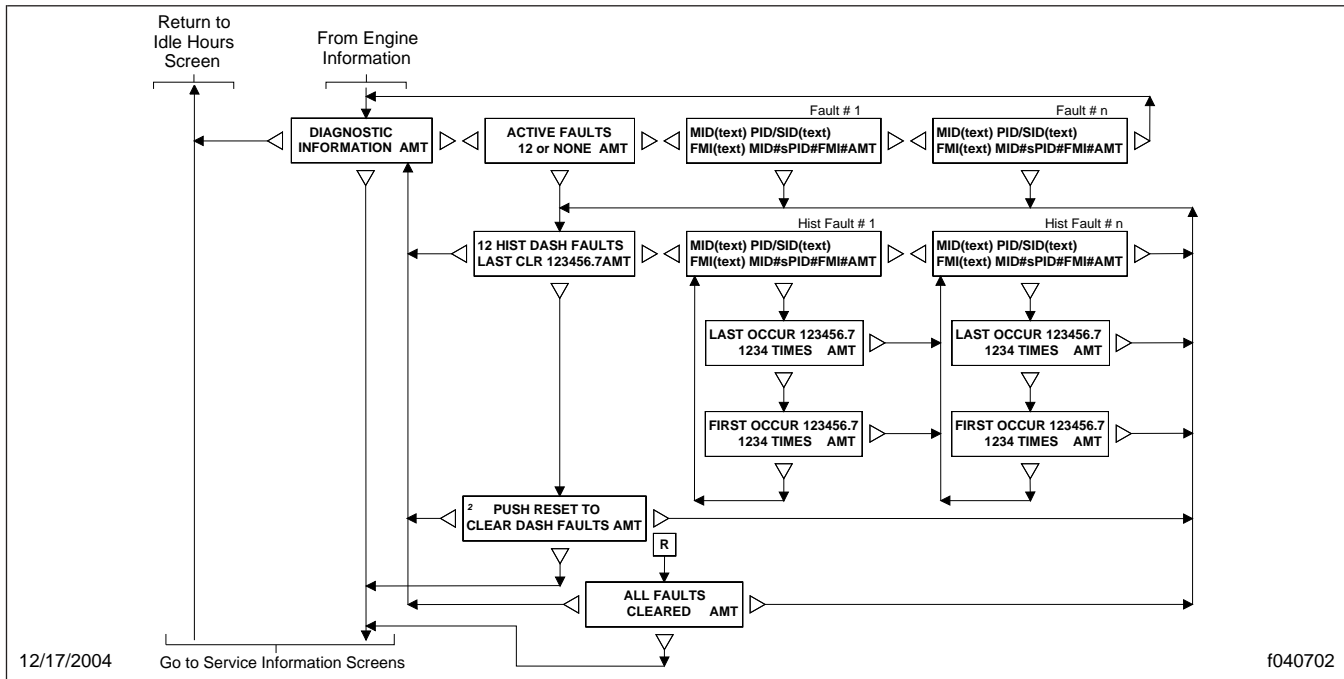 Return to
Idle Hours
Screen
From Engine
Information
Fault # 1
Fault # n
DIAGNOSTIC
INFORMATION AMT
ACTIVE FAULTS
12 or NONE AMT
MID(text) PID/SID(text)
FMI(text) MID#sPID#FMI#AMT
MID(text) PID/SID(text)
FMI(text) MID#sPID#FMI#AMT
Hist Fault # 1
Hist Fault # n
12 HIST DASH FAULTS
LAST CLR 123456.7AMT
MID(text) PID/SID(text)
FMI(text) MID#sPID#FMI#AMT
MID(text) PID/SID(text)
FMI(text) MID#sPID#FMI#AMT
LAST OCCUR 123456.7
1234 TIMES AMT
LAST OCCUR 123456.7
1234 TIMES AMT
FIRST OCCUR 123456.7
1234 TIMES AMT
FIRST OCCUR 123456.7
1234 TIMES AMT
2 PUSH RESET TO
CLEAR DASH FAULTS AMT
R
ALL FAULTS
CLEARED AMT
12/17/2004
Go to Service Information Screens
f040702